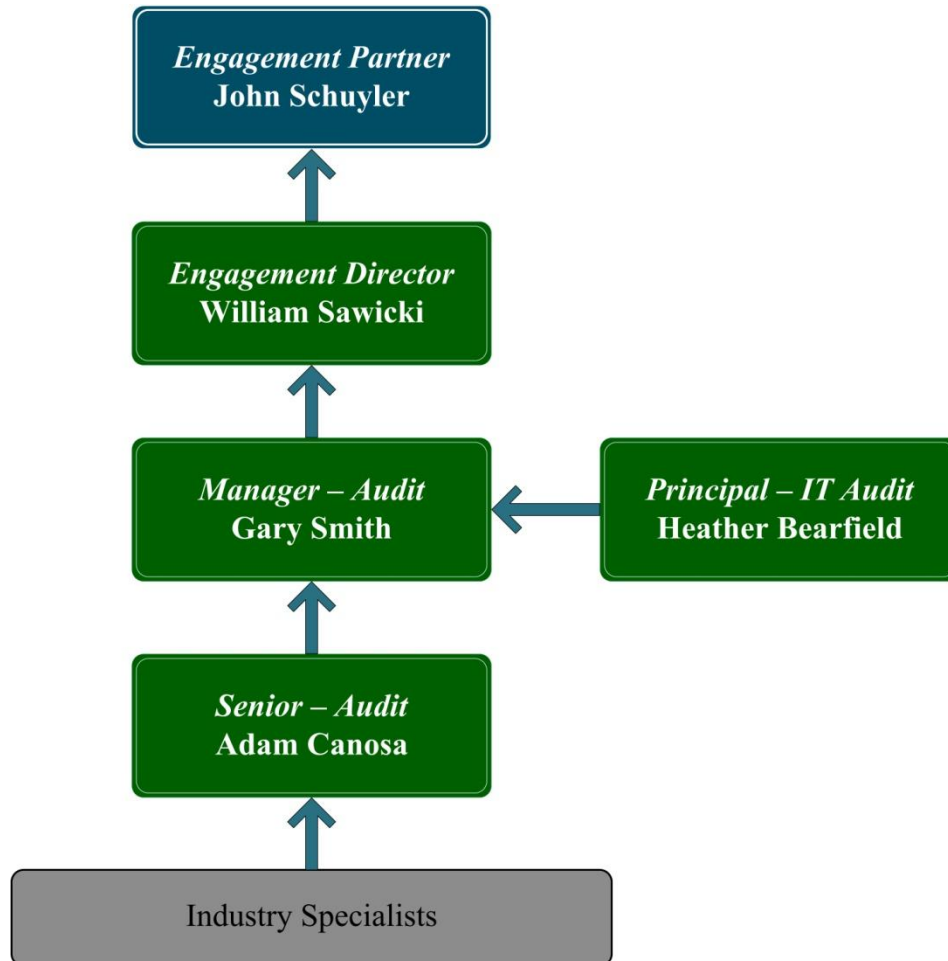 Engagement Partner
John Schuyler
Engagement Director
William Sawicki
Manager – Audit
Gary Smith
Principal – IT Audit
Heather Bearfield
Senior – Audit
Adam Canosa
Industry Specialists